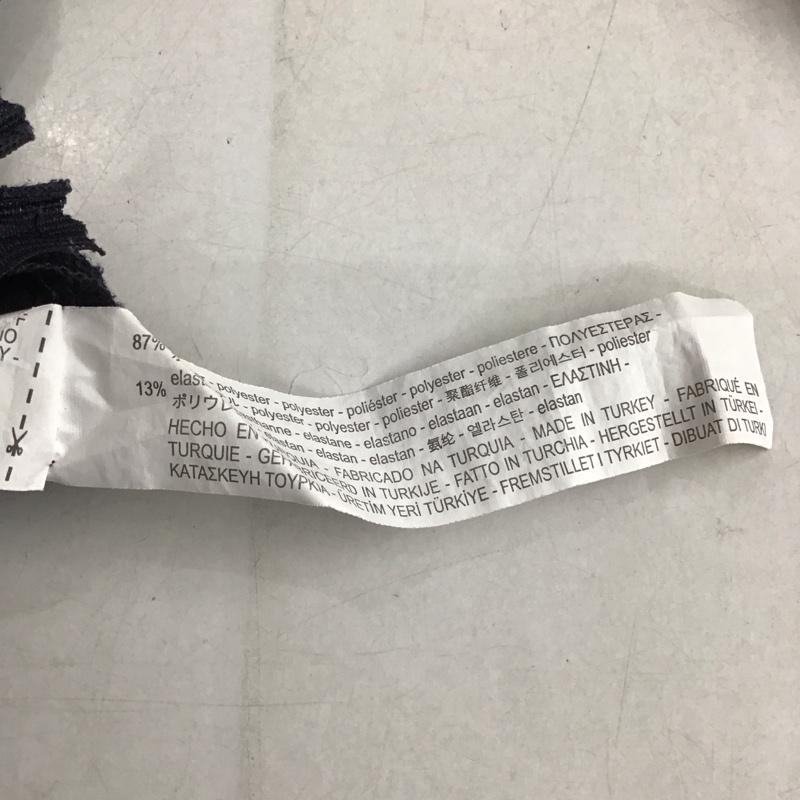 87%
polyester - polyester - poliéster - polyester - poliestere - ΠΟΛΥΕΣΤΕΡΑΣ -
polyester - polyester - poliester - 聚酯纤维 - 폴리에스터 - poliester
13% elast
elasthanne - elastane - elastano - elastaan - elastan - ΕΛΑΣΤΙΝΗ -
ポリウレ
elastan - elastan - elastan - 氨纶 - 엘라스탄 - elastan
HECHO EN TURQUIA - FABRICADO NA TURQUIA - MADE IN TURKEY - FABRIQUÉ EN
TURQUIE - IN TURKIJE - FATTO IN TURCHIA - HERGESTELLT IN TÜRKEI -
ΚΑΤΑΣΚΕΥΗ ΤΟΥΡΚΙΑ - ÜRETİM YERİ TÜRKİYE - FREMSTILLET I TYRKIET - DIBUAT DI TURKI